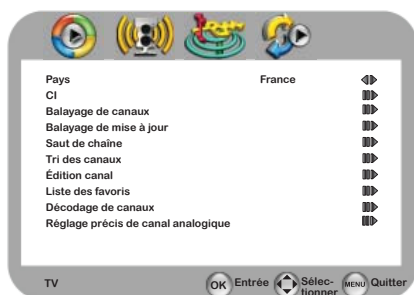 Pays France
CI
Balayage de canaux
Balayage de mise à jour
Saut de chaîne
Tri des canaux
Édition canal
Liste des favoris
Décodage de canaux
Réglage précis de canal analogique
TV OK Entrée Sélec- MENU Quitter
tionner